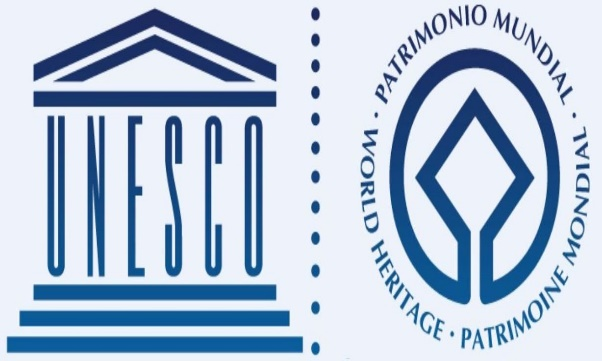 UNESCO
WORLD HERITAGE · PATRIMONIO MUNDIAL · PATRIMOINE MONDIAL ·